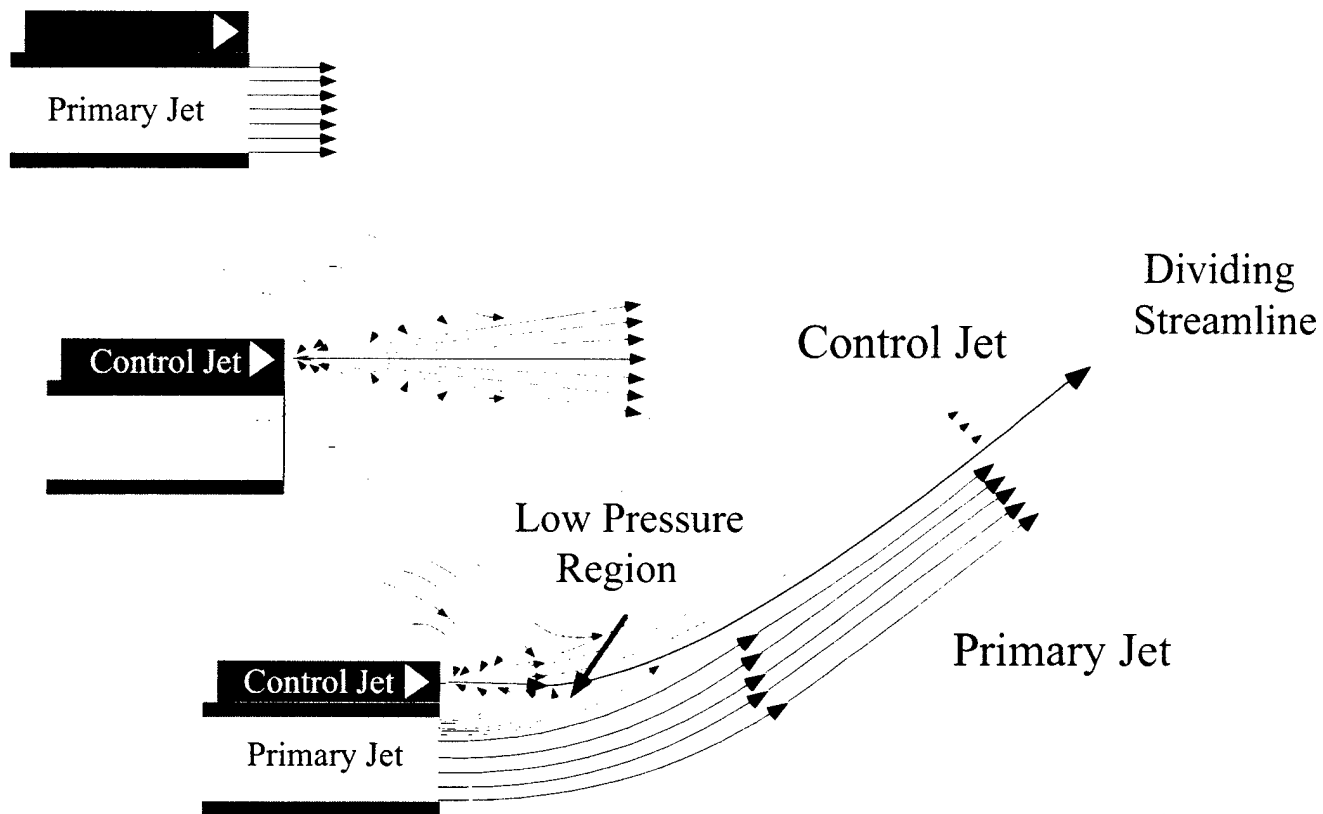 Primary Jet
Dividing
Streamline
Control Jet
Control Jet
Low Pressure
Region
Primary Jet
Control Jet
Primary Jet